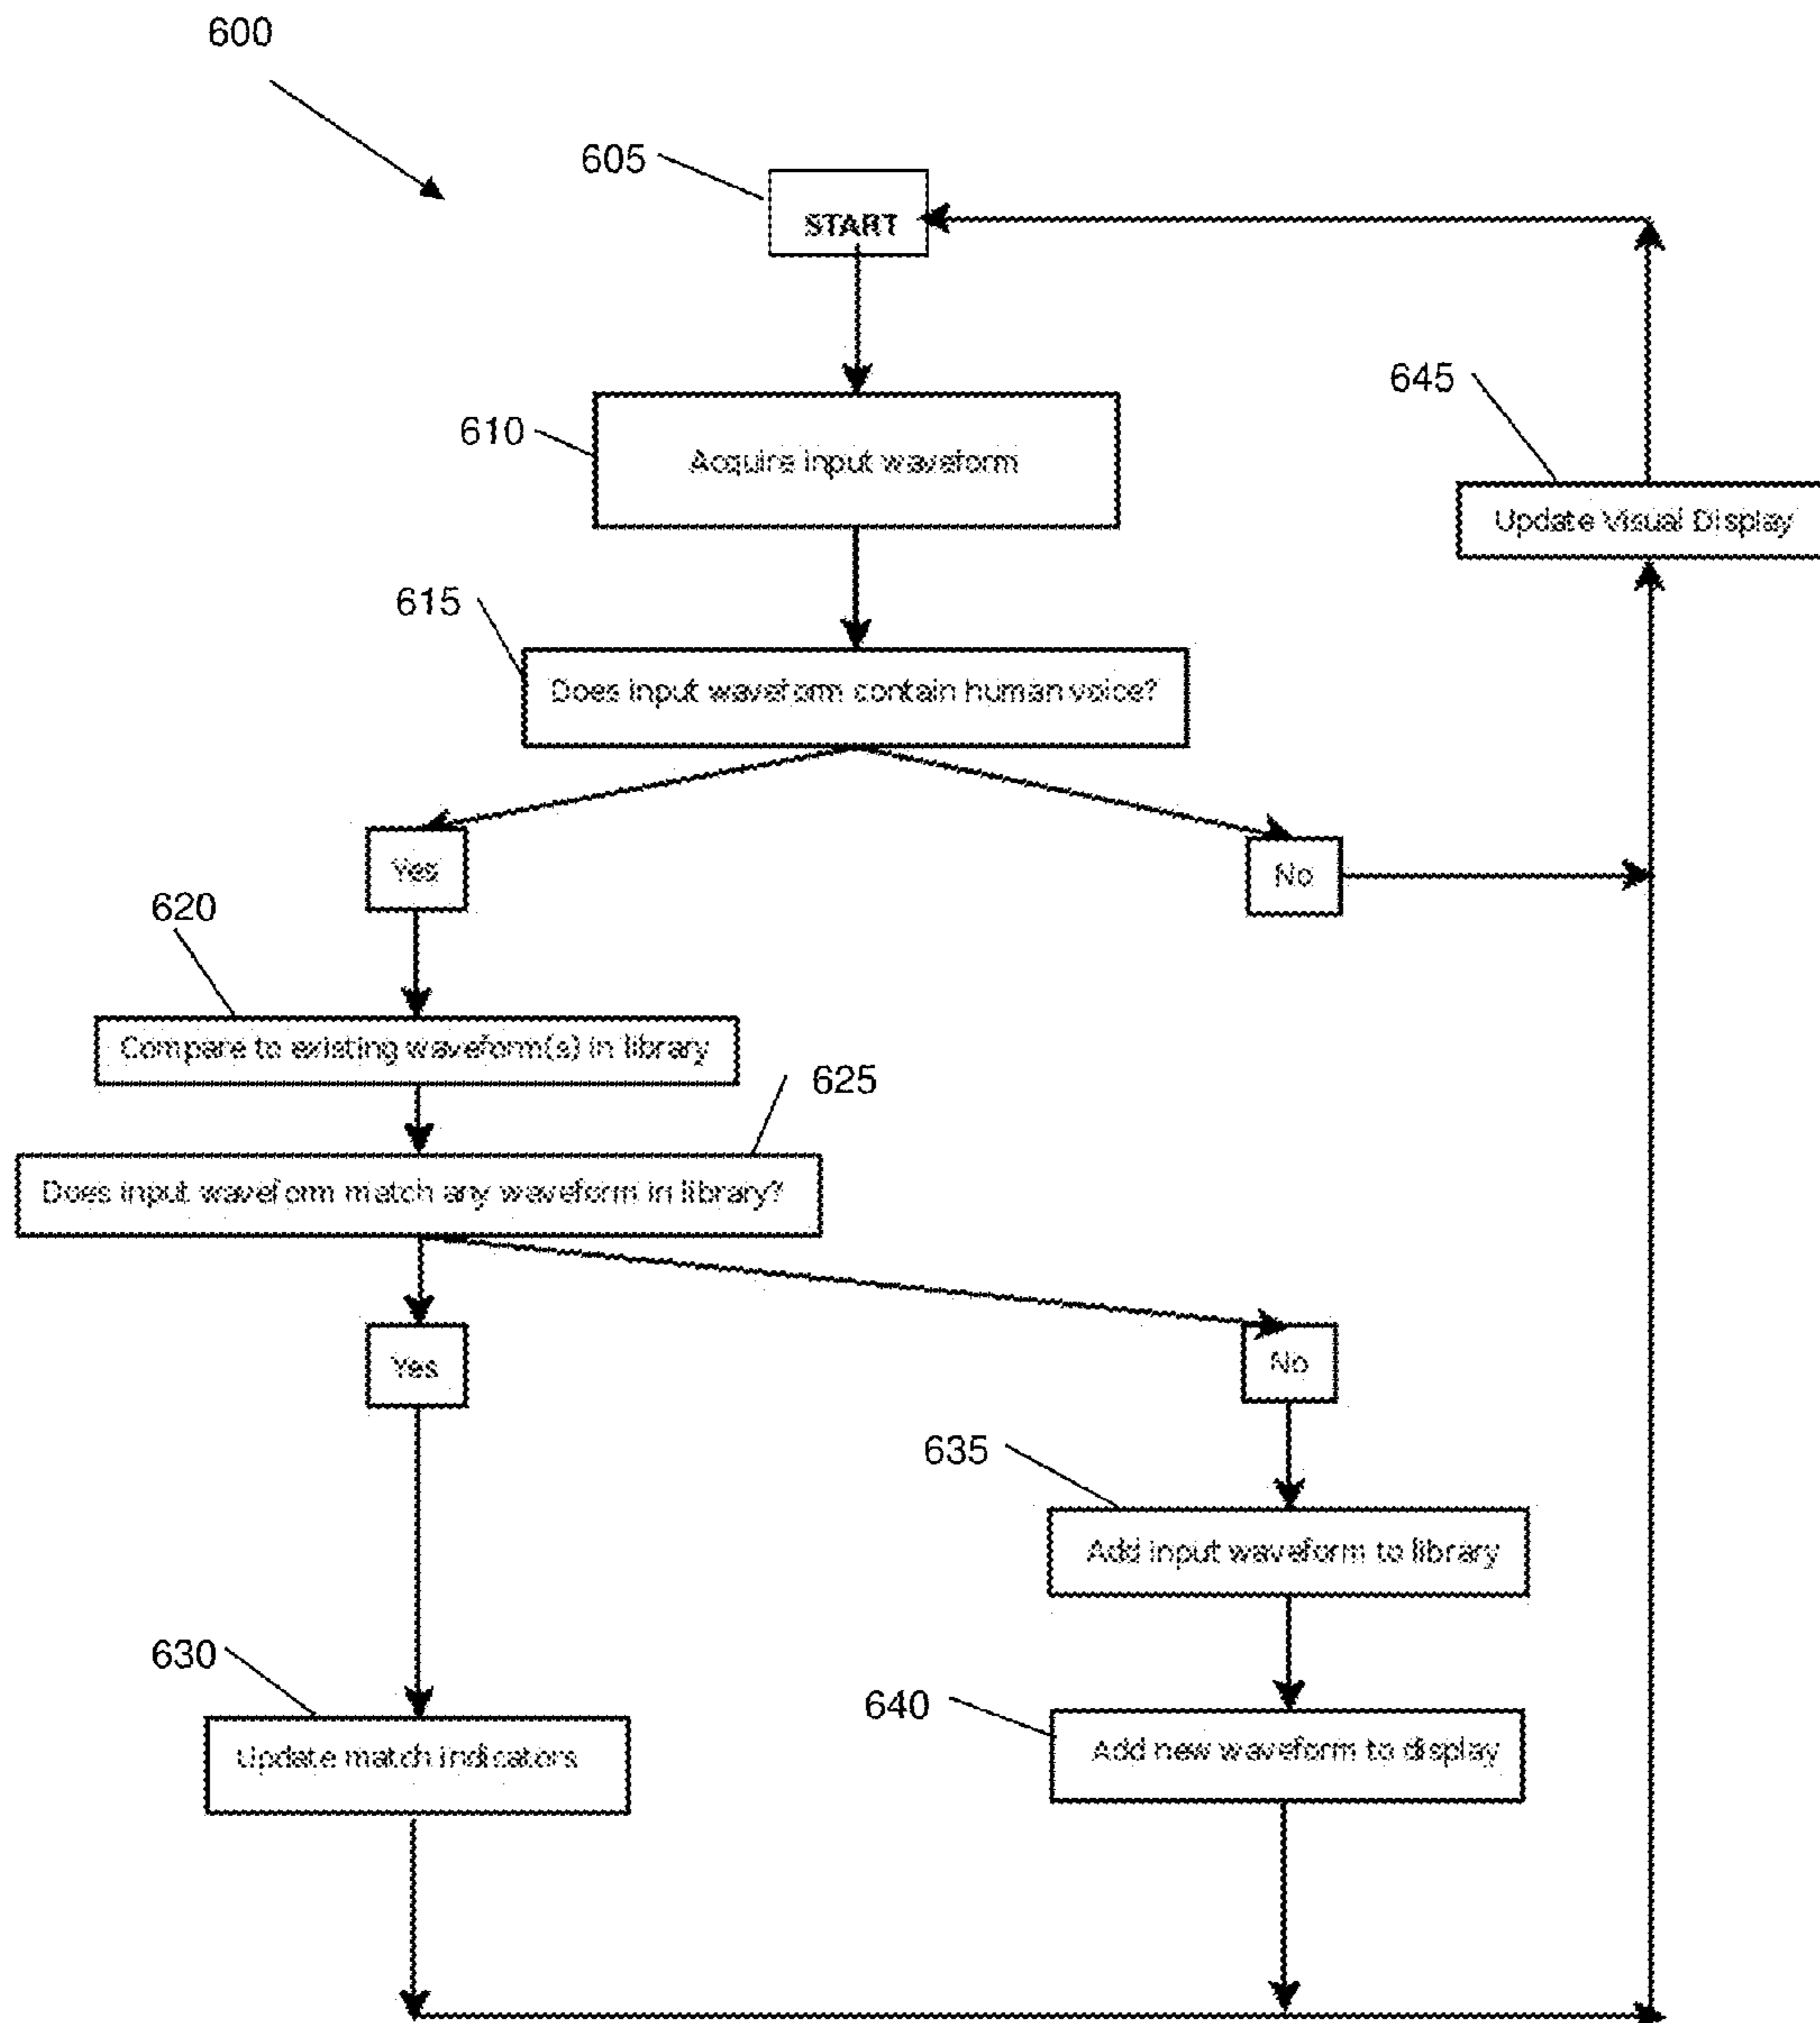 600
605
START
610
Acquire input waveform
645
Update Visual Display
615
Does input waveform contain human voice?
Yes
No
620
Compare to existing waveform(s) in library
625
Does input waveform match any waveform in library?
Yes
No
635
Add input waveform to library
630
Update match indicators
640
Add new waveform to display